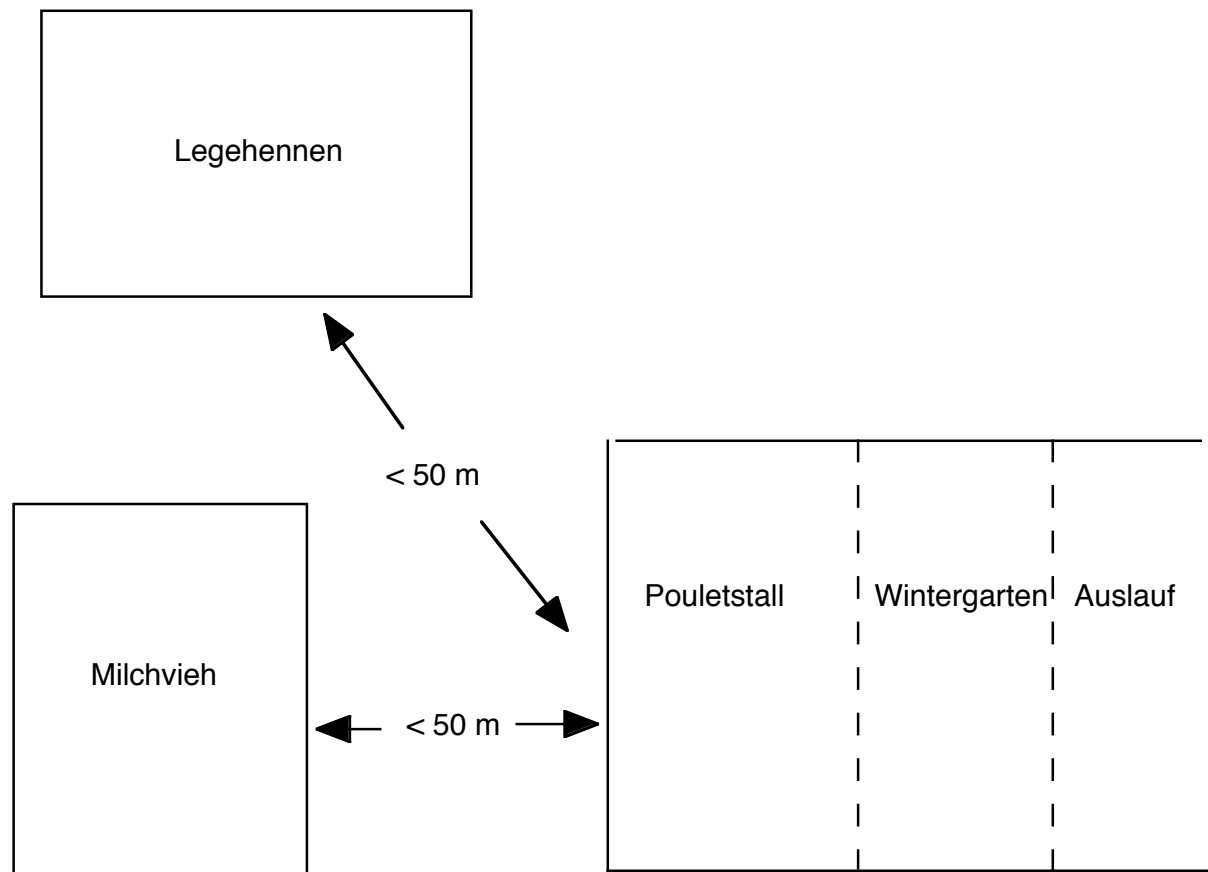 Legehennen
< 50 m
Pouletstall Wintergarten Auslauf
Milchvieh
< 50 m